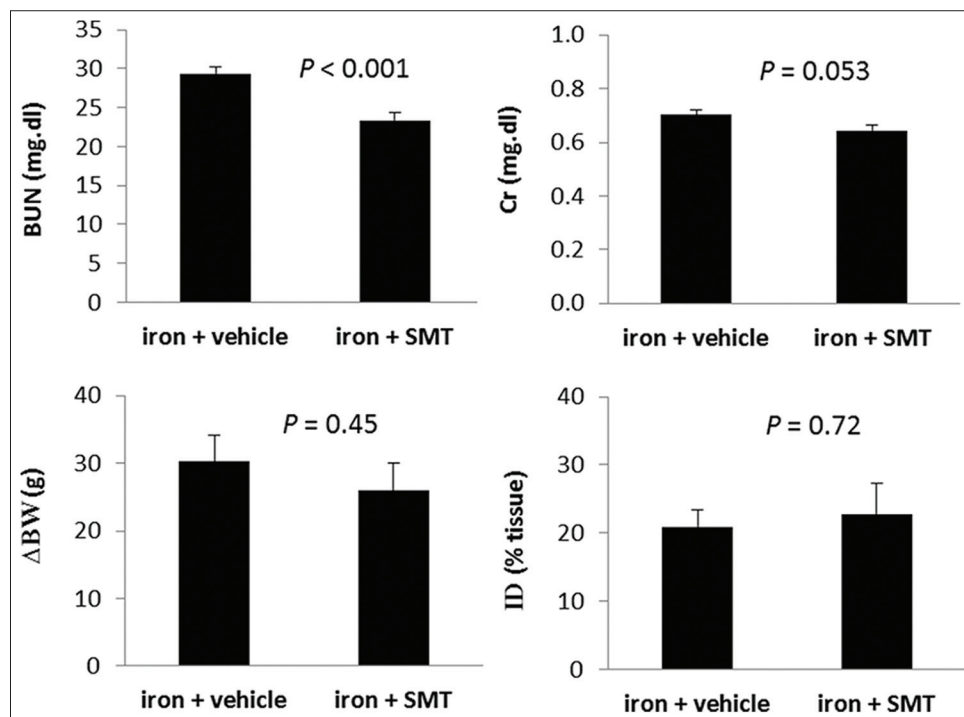 BUN (mg.dl)
35
30
25
20
15
10
5
0
P < 0.001
iron + vehicle iron + SMT
Cr (mg.dl)
1.0
0.8
0.6
0.4
0.2
0.0
P = 0.053
iron + vehicle iron + SMT
ΔBW (g)
40
30
20
10
0
P = 0.45
iron + vehicle iron + SMT
ID (% tissue)
40
30
20
10
0
P = 0.72
iron + vehicle iron + SMT